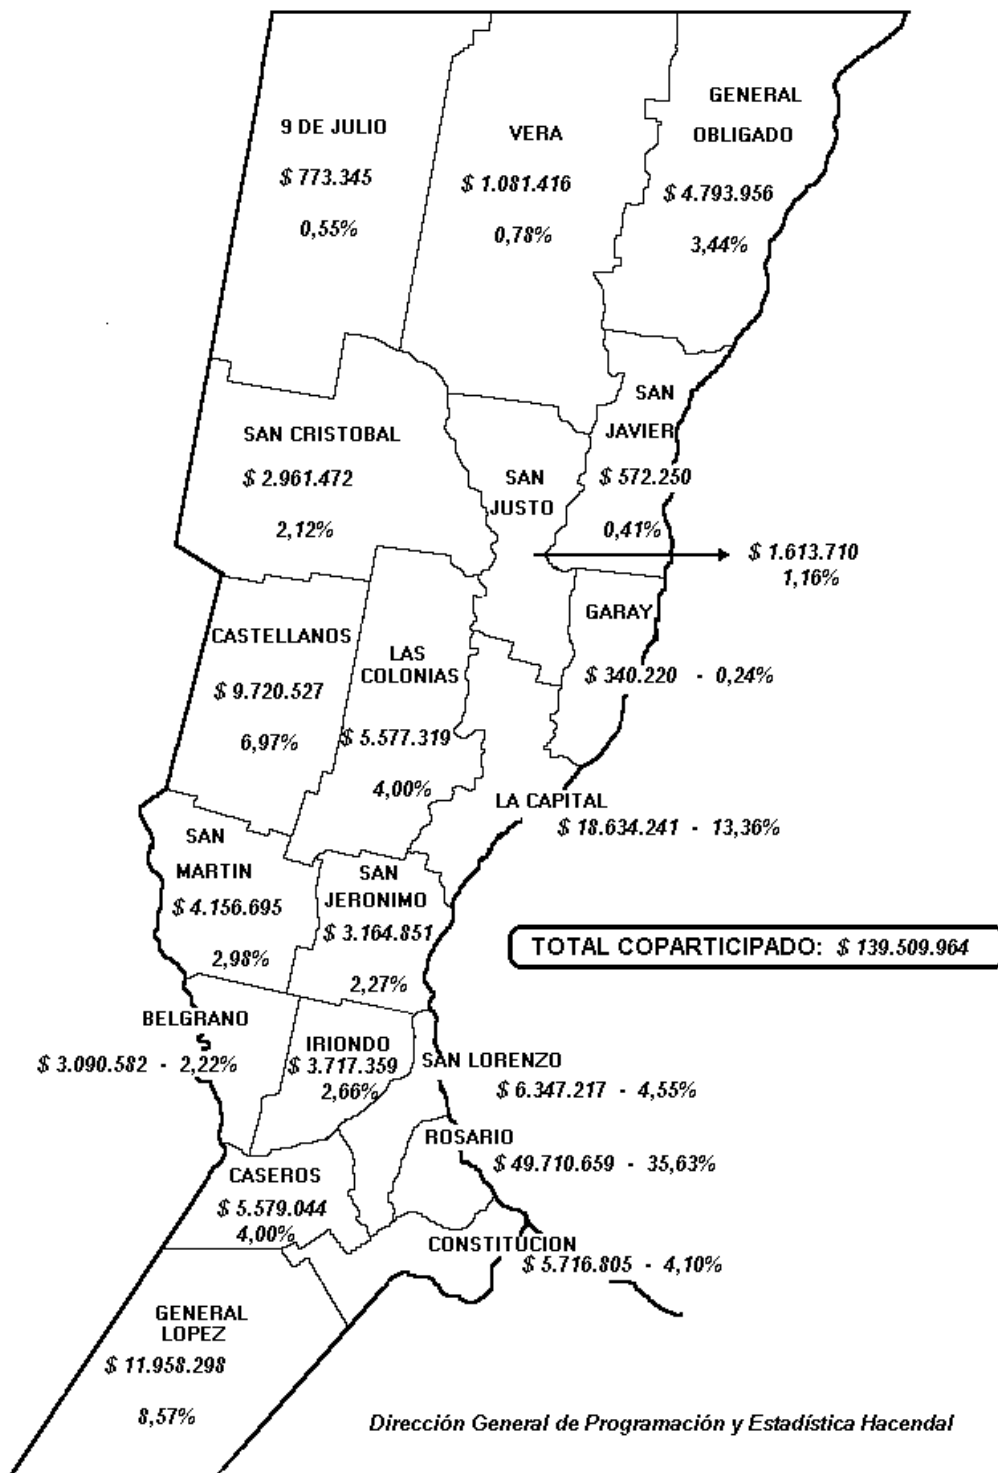 9 DE JULIO
$ 773.345
0,55%
VERA
$ 1.081.416
0,78%
GENERAL
OBLIGADO
$ 4.793.956
3,44%
SAN CRISTOBAL
$ 2.961.472
2,12%
SAN
JUSTO
$ 1.613.710
1,16%
SAN
JAVIER
$ 572.250
0,41%
CASTELLANOS
$ 9.720.527
6,97%
LAS
COLONIAS
$ 5.577.319
4,00%
GARAY
$ 340.220 - 0,24%
LA CAPITAL
$ 18.634.241 - 13,36%
SAN
MARTIN
$ 4.156.695
2,98%
SAN
JERONIMO
$ 3.164.851
2,27%
TOTAL COPARTICIPADO: $ 139.509.964
BELGRANO
$ 3.090.582 - 2,22%
IRIONDO
$ 3.717.359
2,66%
SAN LORENZO
$ 6.347.217 - 4,55%
ROSARIO
$ 49.710.659 - 35,63%
CASEROS
$ 5.579.044
4,00%
CONSTITUCION
$ 5.716.805 - 4,10%
GENERAL
LOPEZ
$ 11.958.298
8,57%
Dirección General de Programación y Estadística Hacendal